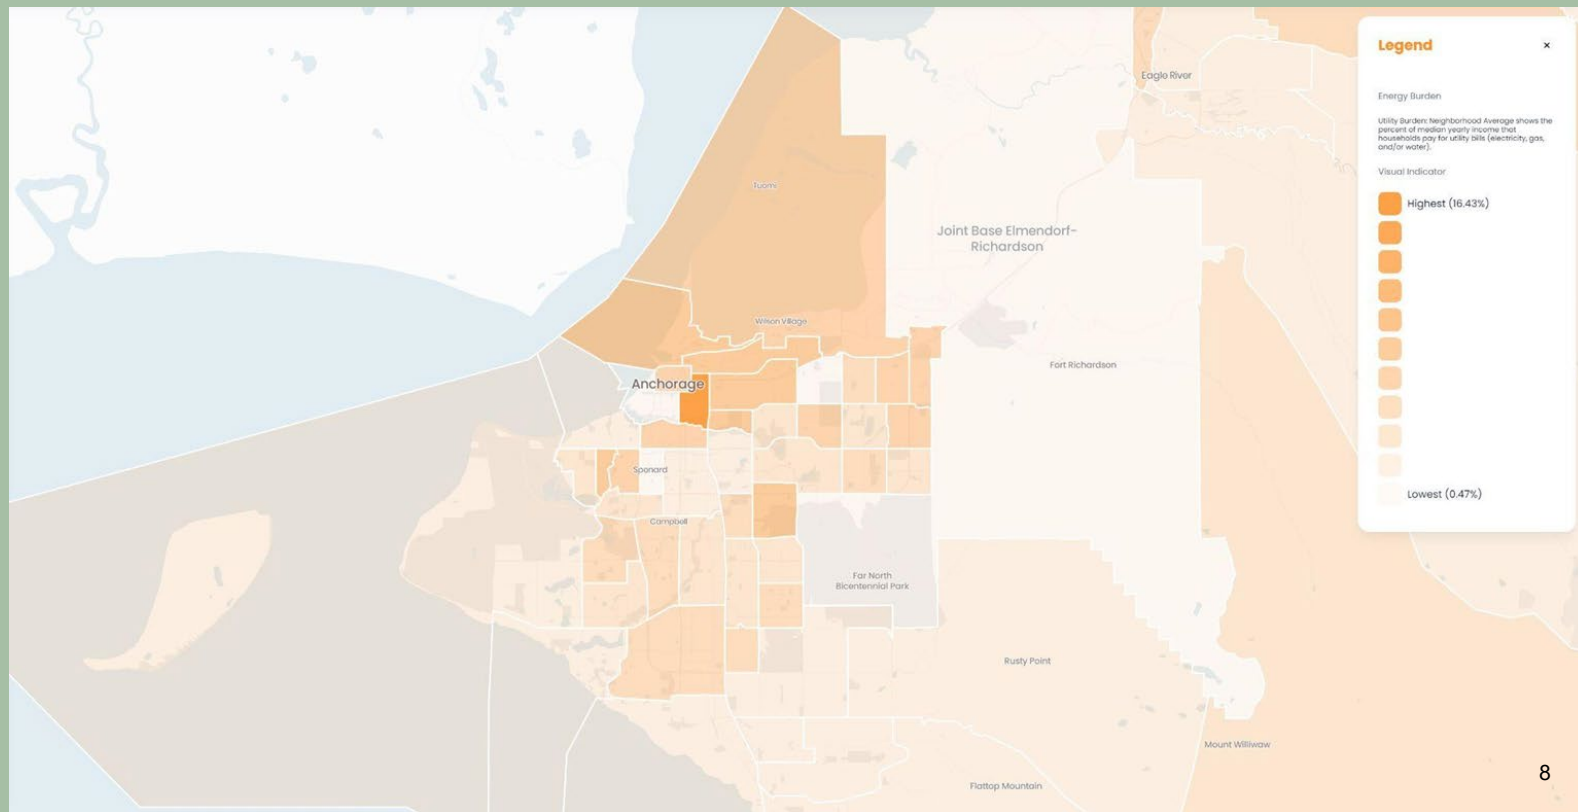 Legend
×
Energy Burden
Utility Burden: Neighborhood Average shows the
percent of median yearly income that
households pay for utility bills (electricity, gas,
and/or water).
Visual Indicator
Highest (16.43%)
Lowest (0.47%)
Eagle River
Tuomi
Joint Base Elmendorf-
Richardson
Wilson Village
Fort Richardson
Anchorage
Spenard
Campbell
Far North
Bicentennial Park
Rusty Point
Mount Williwaw
Flattop Mountain
8